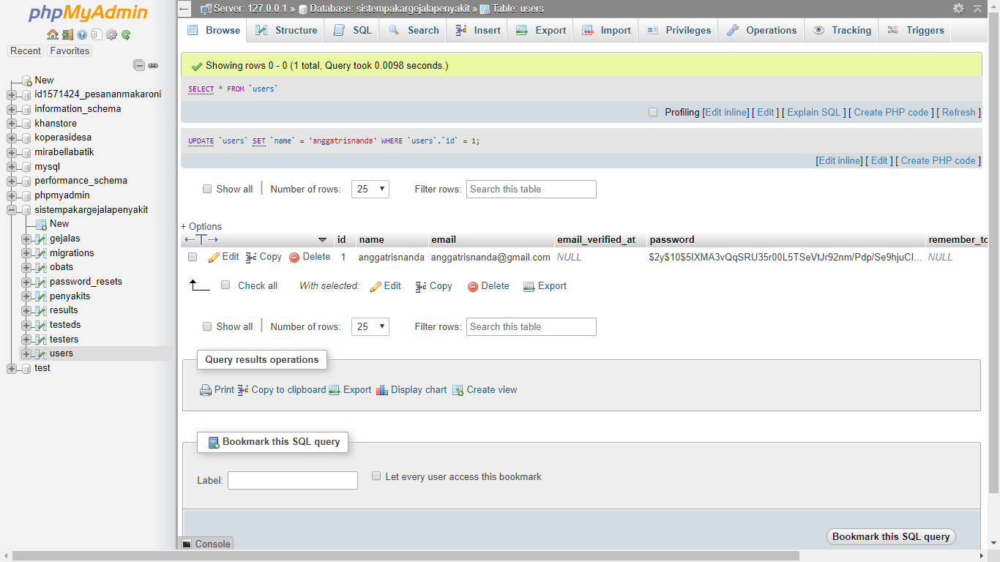 phpMyAdmin
Recent Favorites
New
id1571424_pesananmakaroni
information_schema
khanstore
koperasidesa
mirabellabatik
mysql
performance_schema
phpmyadmin
sistempakargejalapenyakit
New
gejalas
migrations
obats
password_resets
penyakits
results
testeds
testers
users
test
Server: 127.0.0.1 » Database: sistempakargejalapenyakit » Table: users
Browse Structure SQL Search Insert Export Import Privileges Operations Tracking Triggers
Showing rows 0 - 0 (1 total, Query took 0.0098 seconds.)
SELECT * FROM `users`
Profiling [Edit inline] [ Edit ] [ Explain SQL ] [ Create PHP code ] [ Refresh ]
UPDATE `users` SET `name` = 'anggatrisnanda' WHERE `users`.`id` = 1;
[Edit inline] [ Edit ] [ Create PHP code ]
Show all | Number of rows: 25 Filter rows: Search this table
+ Options
←T→ id name email email_verified_at password remember_to
Edit Copy Delete 1 anggatrisnanda anggatrisnanda@gmail.com NULL $2y$10$5IXMA3vQqSRU35r00L5TSeVtJr92nm/Pdp/Se9hjuCI... NULL
Check all With selected: Edit Copy Delete Export
Show all | Number of rows: 25 Filter rows: Search this table
Query results operations
Print Copy to clipboard Export Display chart Create view
Bookmark this SQL query
Label: Let every user access this bookmark
Bookmark this SQL query
Console